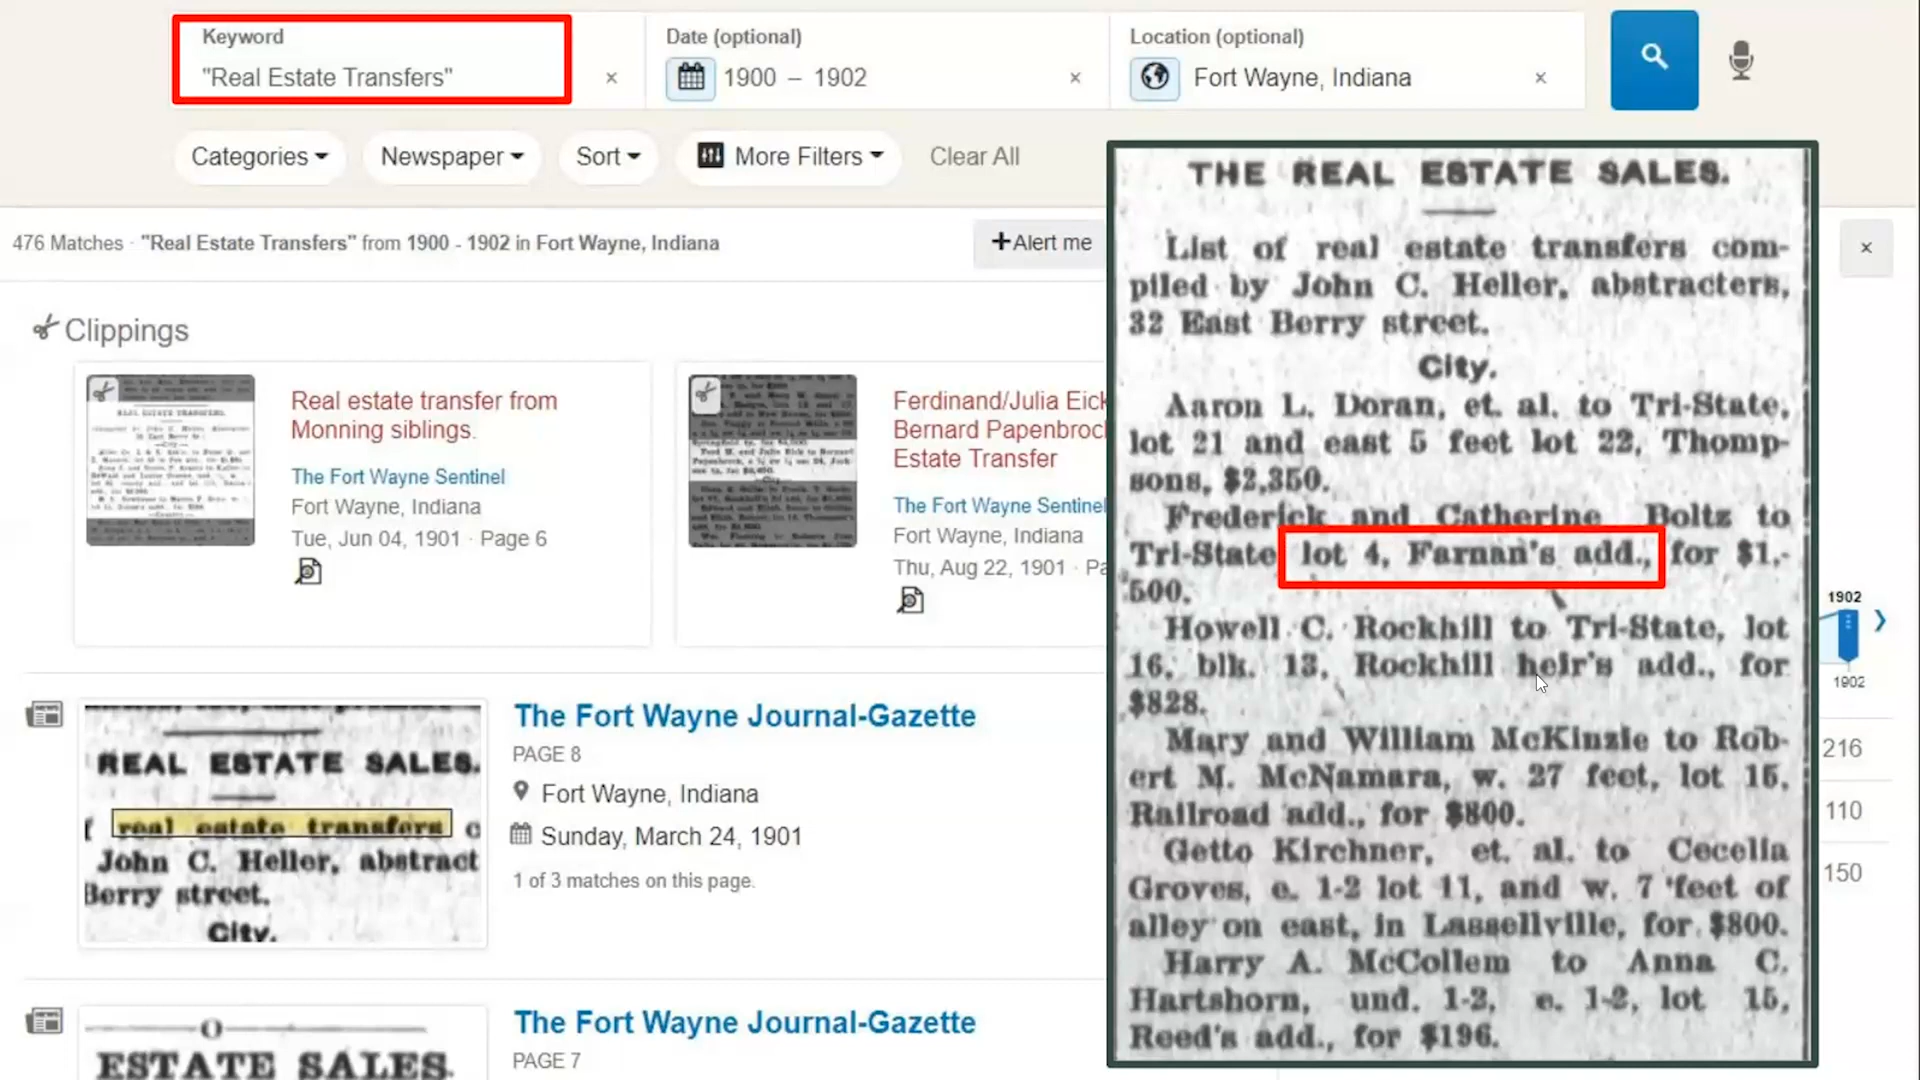 Keyword
"Real Estate Transfers"
×
Date (optional)
1900 – 1902
×
Location (optional)
Fort Wayne, Indiana
×
Categories
Newspaper
Sort
More Filters
Clear All
476 Matches · "Real Estate Transfers" from 1900 - 1902 in Fort Wayne, Indiana
+Alert me
×
Clippings
REAL ESTATE TRANSFERS.
Real estate transfer from
Monning siblings.
The Fort Wayne Sentinel
Fort Wayne, Indiana
Tue, Jun 04, 1901 · Page 6
Ferdinand/Julia Eick
Bernard Papenbroc
Estate Transfer
The Fort Wayne Sentinel
Fort Wayne, Indiana
Thu, Aug 22, 1901 · Pa
REAL ESTATE SALES.
real estate transfers c
John C. Heller, abstract
Berry street.
City.
The Fort Wayne Journal-Gazette
PAGE 8
Fort Wayne, Indiana
Sunday, March 24, 1901
1 of 3 matches on this page.
ESTATE SALES.
The Fort Wayne Journal-Gazette
PAGE 7
THE REAL ESTATE SALES.
List of real estate transfers com-
piled by John C. Heller, abstracters,
32 East Berry street.
City.
Aaron L. Doran, et. al. to Tri-State,
lot 21 and east 5 feet lot 22, Thomp-
sons, $2,350.
Frederick and Catherine Boltz to
Tri-State lot 4, Farnan's add., for $1,-
500.
Howell C. Rockhill to Tri-State, lot
16, blk. 13, Rockhill heir's add., for
$828.
Mary and William McKinzie to Rob-
ert M. McNamara, w. 27 feet, lot 15,
Railroad add., for $800.
Getto Kirchner, et. al. to Cecelia
Groves, e. 1-2 lot 11, and w. 7 feet of
alley on east, in Lassellville, for $800.
Harry A. McCollem to Anna C.
Hartshorn, und. 1-2, e. 1-2, lot 15,
Reed's add., for $196.
1902
1902
216
110
150